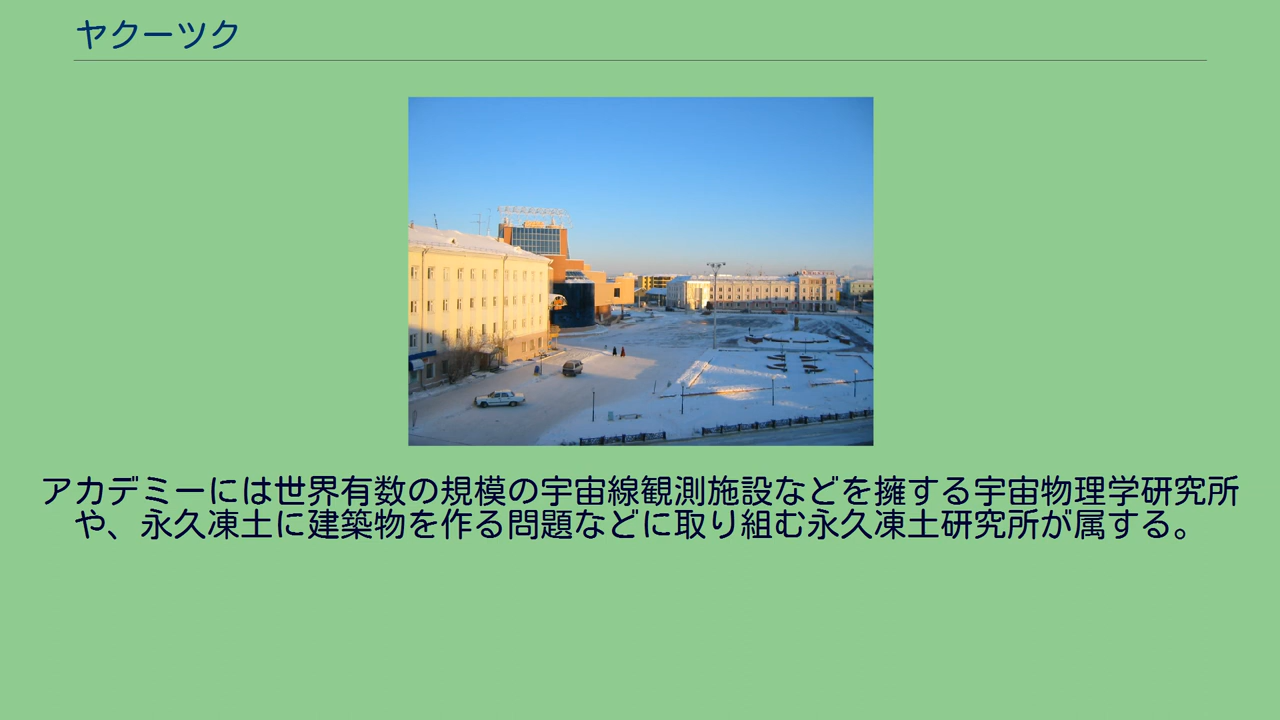 ヤクーツク
アカデミーには世界有数の規模の宇宙線観測施設などを擁する宇宙物理学研究所
や、永久凍土に建築物を作る問題などに取り組む永久凍土研究所が属する。